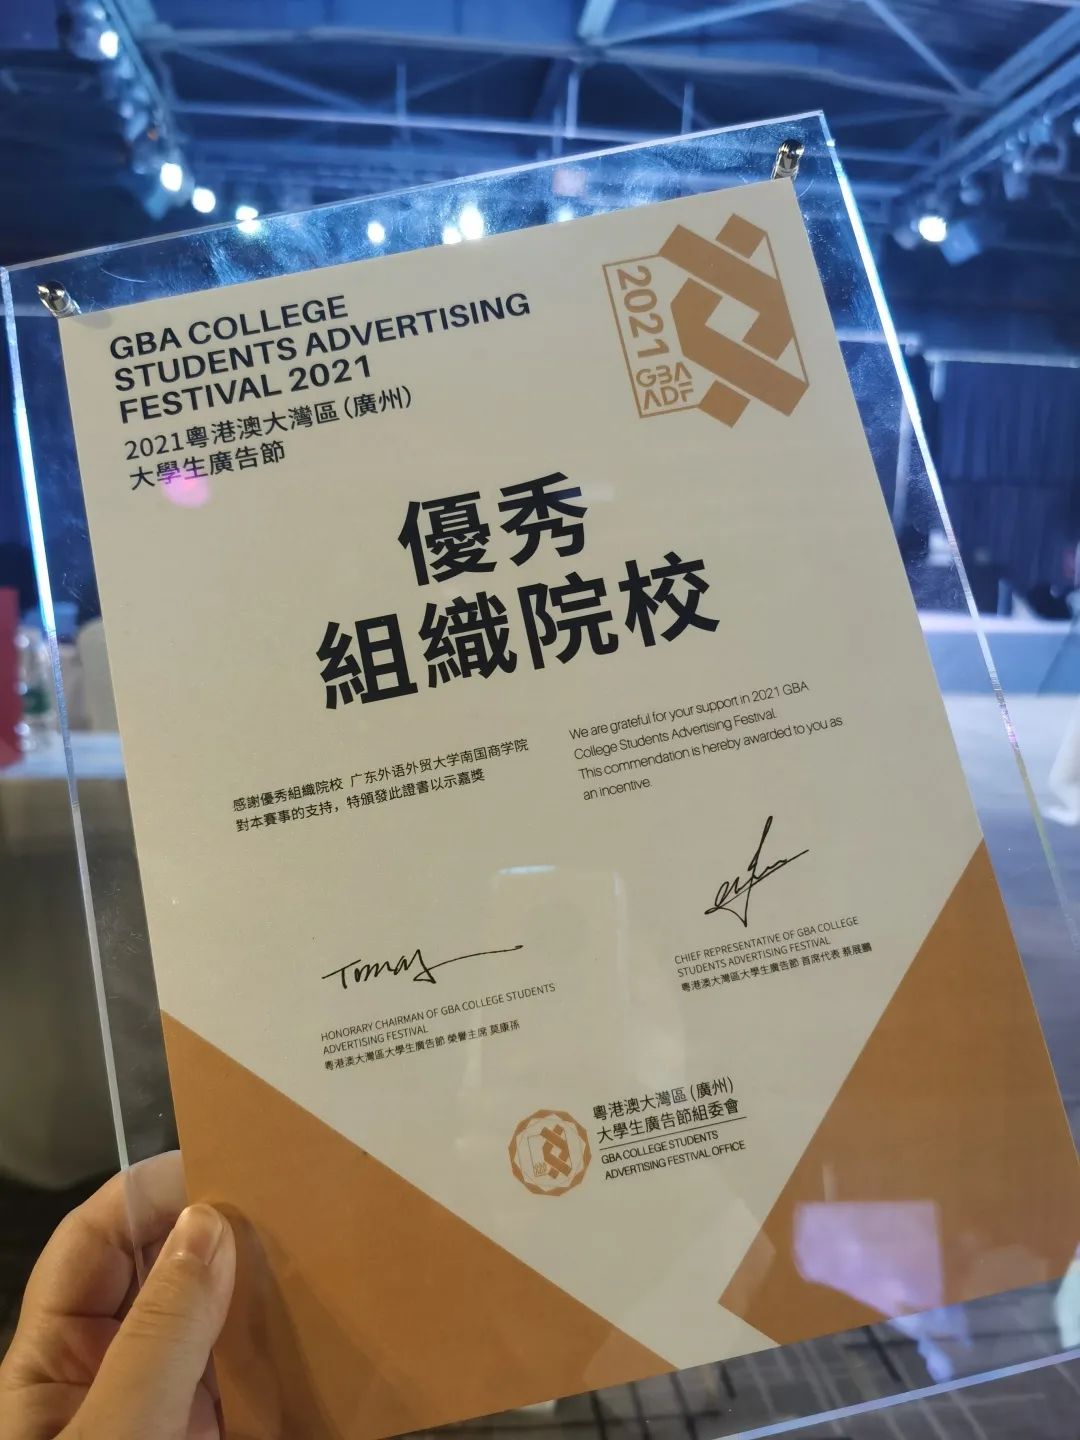 GBA COLLEGE
STUDENTS ADVERTISING
FESTIVAL 2021
2021粵港澳大灣區(廣州)
大學生廣告節
2021
GBA
ADF
優秀
組織院校
感謝優秀組織院校 广东外语外贸大学南国商学院
對本賽事的支持，特頒發此證書以示嘉獎
We are grateful for your support in 2021 GBA
College Students Advertising Festival.
This commendation is hereby awarded to you as
an incentive.
HONORARY CHAIRMAN OF GBA COLLEGE STUDENTS
ADVERTISING FESTIVAL
粵港澳大灣區大學生廣告節 榮譽主席 莫康孫
CHIEF REPRESENTATIVE OF GBA COLLEGE
STUDENTS ADVERTISING FESTIVAL
粵港澳大灣區大學生廣告節 首席代表 蔡展鵬
粵港澳大灣區(廣州)
大學生廣告節組委會
GBA COLLEGE STUDENTS
ADVERTISING FESTIVAL OFFICE